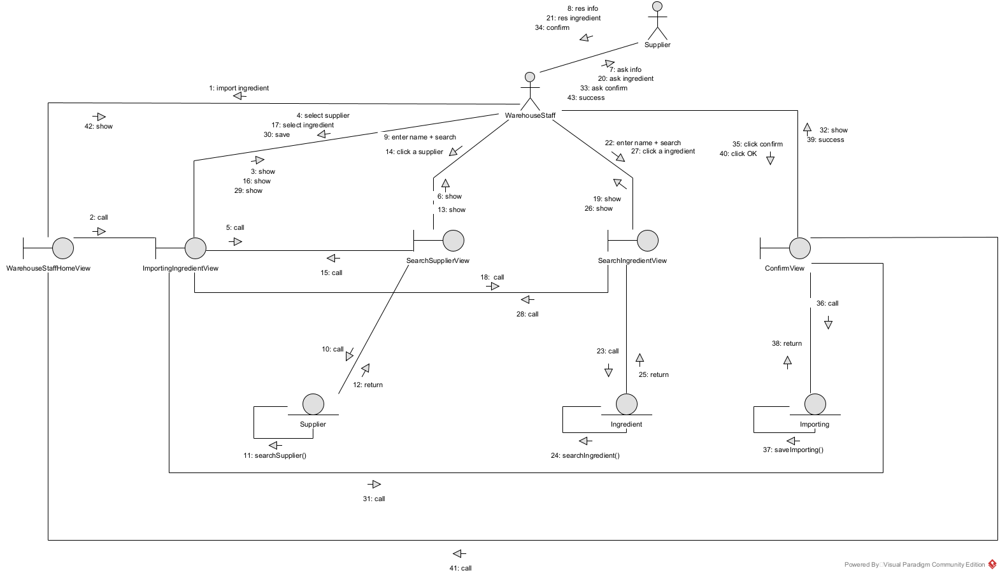 8: res info
21: res ingredient
34: confirm
Supplier
7: ask info
20: ask ingredient
33: ask confirm
43: success
1: import ingredient
WarehouseStaff
42: show
4: select supplier
17: select ingredient
30: save
9: enter name + search
14: click a supplier
22: enter name + search
27: click a ingredient
35: click confirm
40: click OK
32: show
39: success
3: show
16: show
29: show
6: show
13: show
19: show
26: show
2: call
5: call
WarehouseStaffHomeView
ImportingIngredientView
SearchSupplierView
SearchIngredientView
ConfirmView
15: call
18: call
28: call
36: call
10: call
12: return
23: call
25: return
38: return
Supplier
Ingredient
Importing
11: searchSupplier()
24: searchIngredient()
37: saveImporting()
31: call
41: call
Powered By Visual Paradigm Community Edition